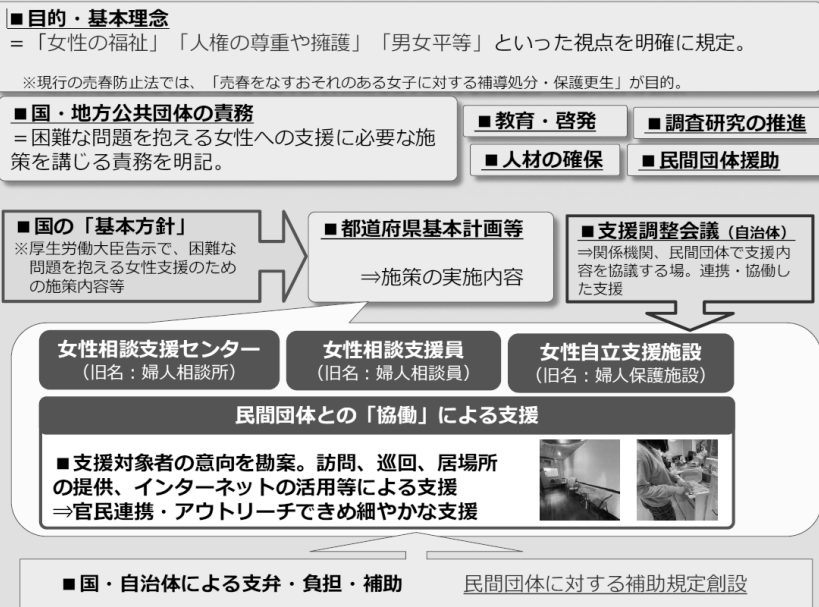 ■目的・基本理念
＝「女性の福祉」「人権の尊重や擁護」「男女平等」といった視点を明確に規定。
※現行の売春防止法では、「売春をなすおそれのある女子に対する補導処分・保護更生」が目的。
■国・地方公共団体の責務
＝困難な問題を抱える女性への支援に必要な施
策を講じる責務を明記。
■教育・啓発
■調査研究の推進
■人材の確保
■民間団体援助
■国の「基本方針」
※厚生労働大臣告示で、困難な
問題を抱える女性支援のため
の施策内容等
■都道府県基本計画等
⇒施策の実施内容
■支援調整会議（自治体）
⇒関係機関、民間団体で支援内
容を協議する場。連携・協働し
た支援
女性相談支援センター
（旧名：婦人相談所）
女性相談支援員
（旧名：婦人相談員）
女性自立支援施設
（旧名：婦人保護施設）
民間団体との「協働」による支援
■支援対象者の意向を勘案。訪問、巡回、居場所
の提供、インターネットの活用等による支援
⇒官民連携・アウトリーチできめ細やかな支援
■国・自治体による支弁・負担・補助
民間団体に対する補助規定創設